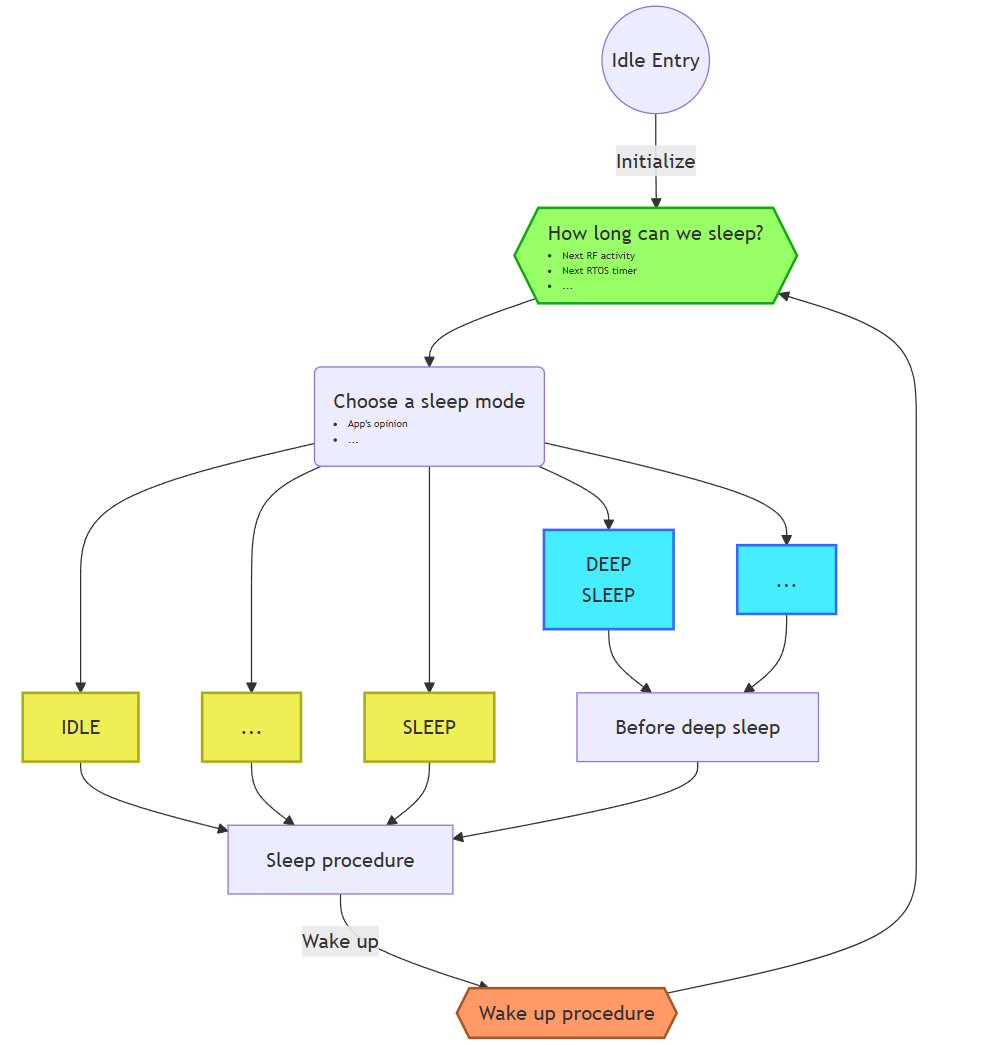 Idle Entry
Initialize
How long can we sleep?
• Next RF activity
• Next RTOS timer
• ...
Choose a sleep mode
• App's opinion
• ...
DEEP
SLEEP
...
IDLE
...
SLEEP
Before deep sleep
Sleep procedure
Wake up
Wake up procedure